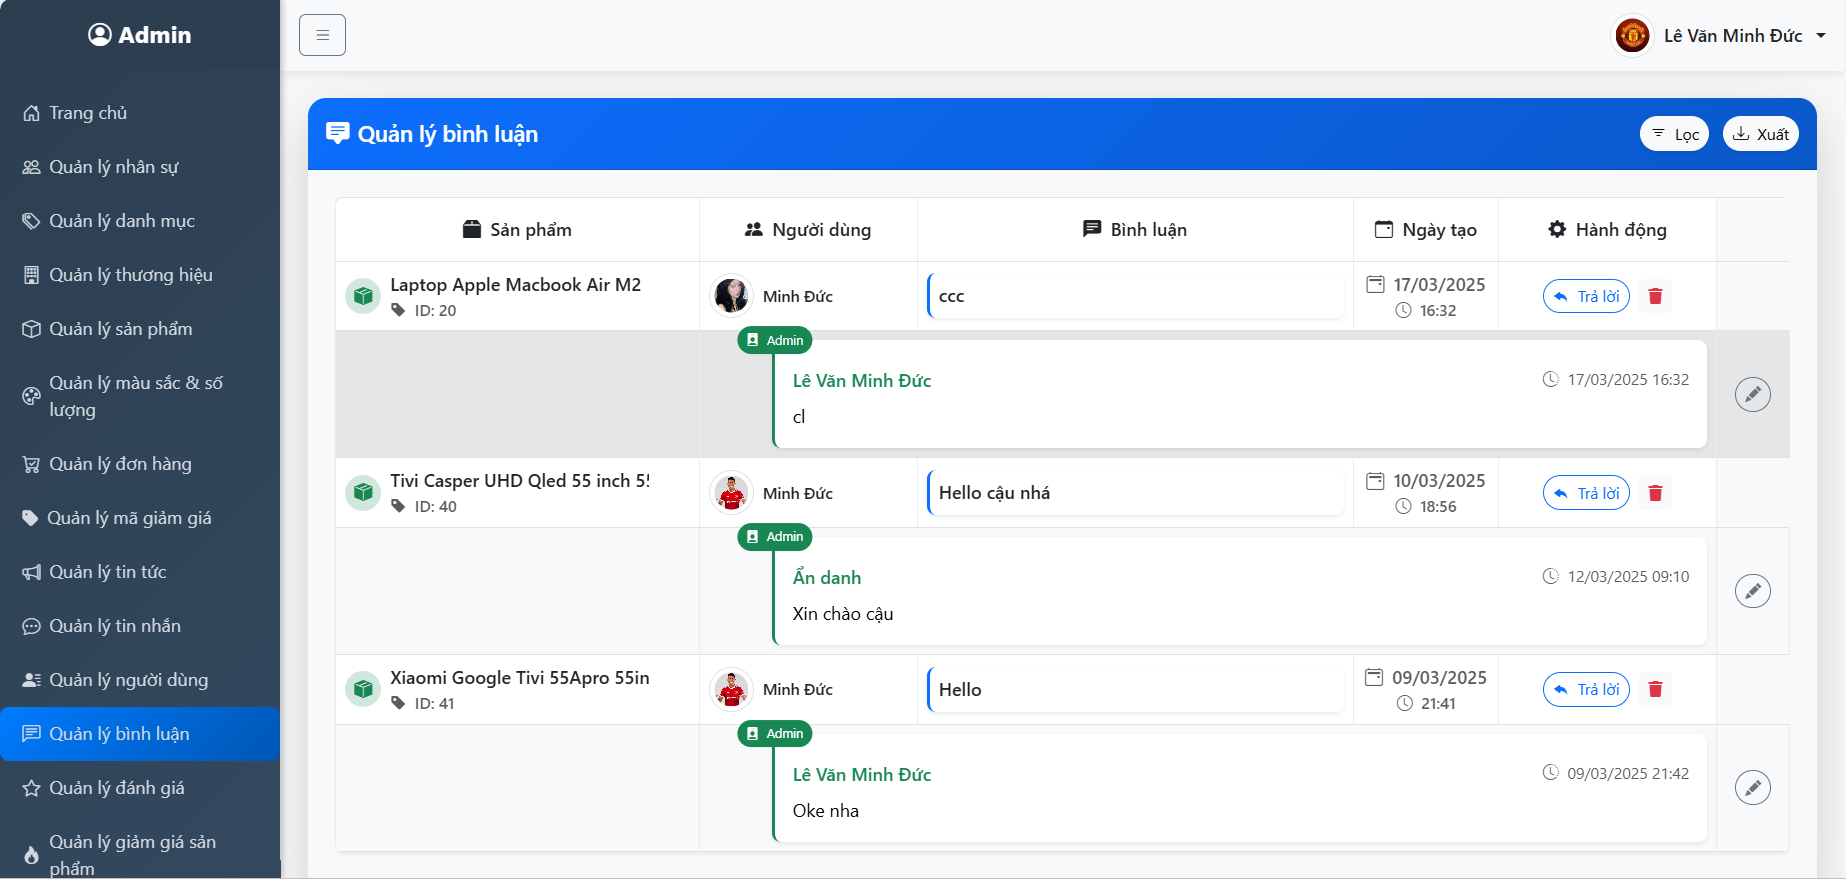 Admin
Lê Văn Minh Đức
Trang chủ
Quản lý nhân sự
Quản lý danh mục
Quản lý thương hiệu
Quản lý sản phẩm
Quản lý màu sắc & số
lượng
Quản lý đơn hàng
Quản lý mã giảm giá
Quản lý tin tức
Quản lý tin nhắn
Quản lý người dùng
Quản lý bình luận
Quản lý đánh giá
Quản lý giảm giá sản
phẩm
Quản lý bình luận
Lọc Xuất
Sản phẩm Người dùng Bình luận Ngày tạo Hành động
Laptop Apple Macbook Air M2
ID: 20
Minh Đức
ccc
17/03/2025
16:32
Trả lời
Admin
Lê Văn Minh Đức 17/03/2025 16:32
cl
Tivi Casper UHD Qled 55 inch
ID: 40
Minh Đức
Hello cậu nhá
10/03/2025
18:56
Trả lời
Admin
Ẩn danh 12/03/2025 09:10
Xin chào cậu
Xiaomi Google Tivi 55Apro 55in
ID: 41
Minh Đức
Hello
09/03/2025
21:41
Trả lời
Admin
Lê Văn Minh Đức 09/03/2025 21:42
Oke nha